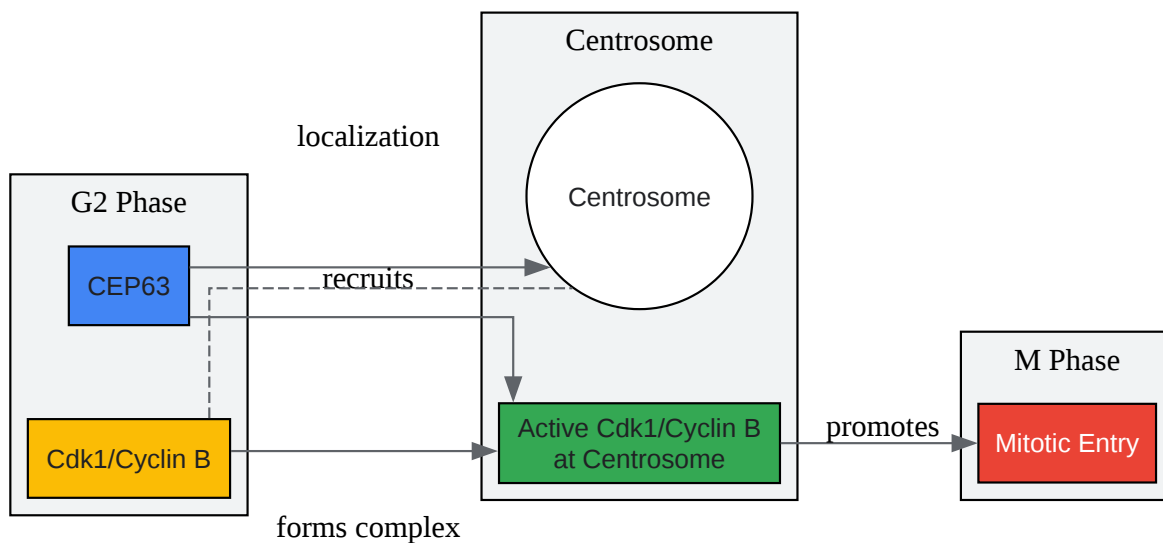 Centrosome
localization
Centrosome
G2 Phase
CEP63
recruits
M Phase
Cdk1/Cyclin B
Active Cdk1/Cyclin B
at Centrosome
promotes
Mitotic Entry
forms complex